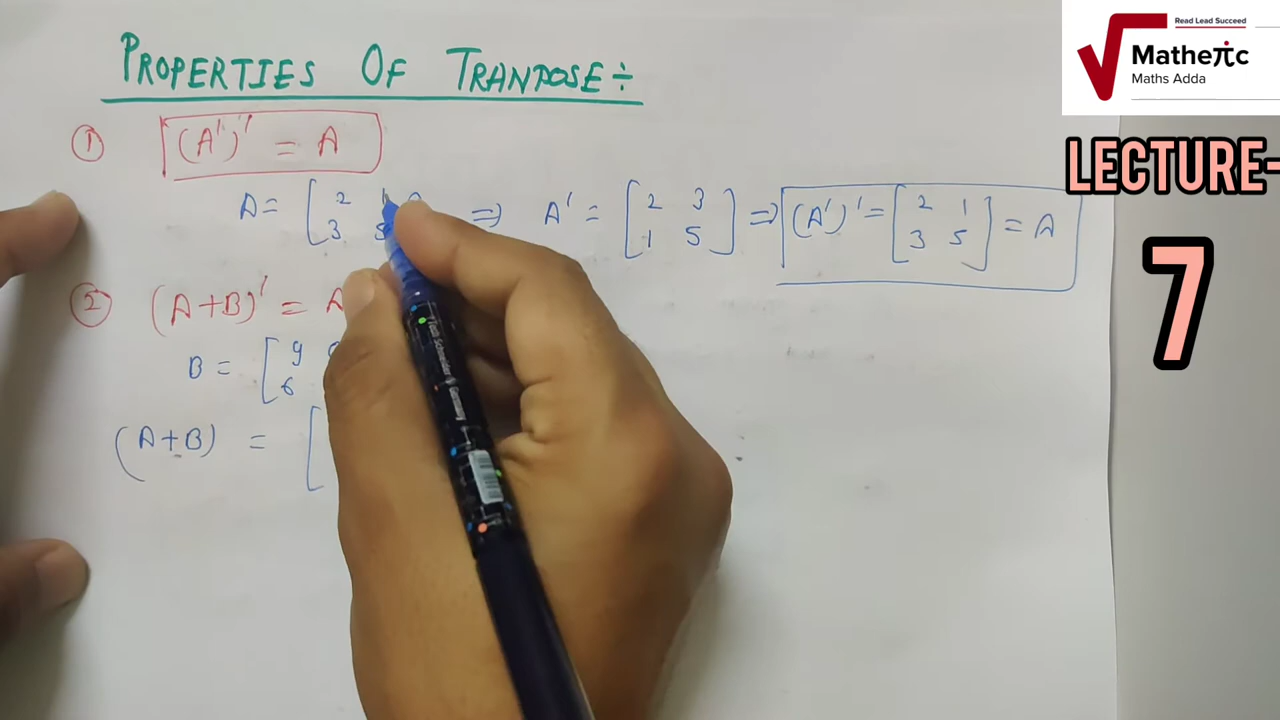 PROPERTIES OF TRANPOSE÷
① (A')' = A
A = [ 2 1
3 5 ⇒ A' = [ 2 3
1 5 ] ⇒ (A')' = [ 2 1
3 5 ] = A
② (A+B)' = A
B = [ 9
6
(A+B) = [
Read Lead Succeed
Matheπc
Maths Adda
LECTURE-
7